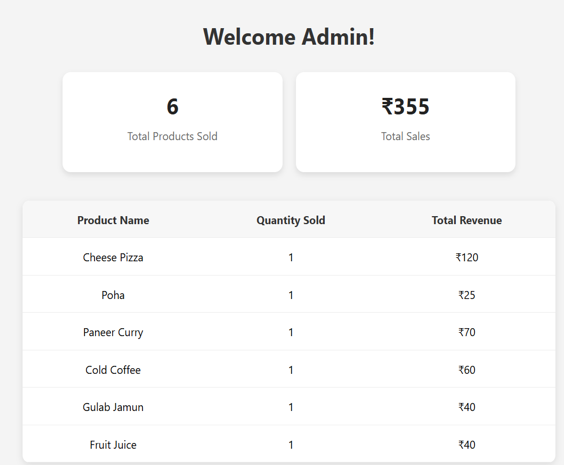 Welcome Admin!
6
Total Products Sold
₹355
Total Sales
Product Name Quantity Sold Total Revenue
Cheese Pizza 1 ₹120
Poha 1 ₹25
Paneer Curry 1 ₹70
Cold Coffee 1 ₹60
Gulab Jamun 1 ₹40
Fruit Juice 1 ₹40